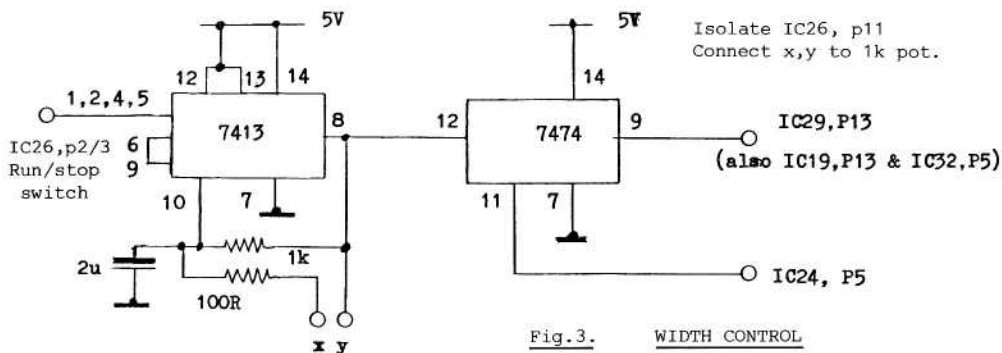 5V
5V
Isolate IC26, p11
Connect x,y to 1k pot.
12
13
14
14
1,2,4,5
7413
8
12
7474
9
IC29,P13
(also IC19,P13 & IC32,P5)
IC26,p2/3
Run/stop
switch
6
9
10
7
11
7
2u
1k
100R
IC24, P5
x y
Fig.3. WIDTH CONTROL